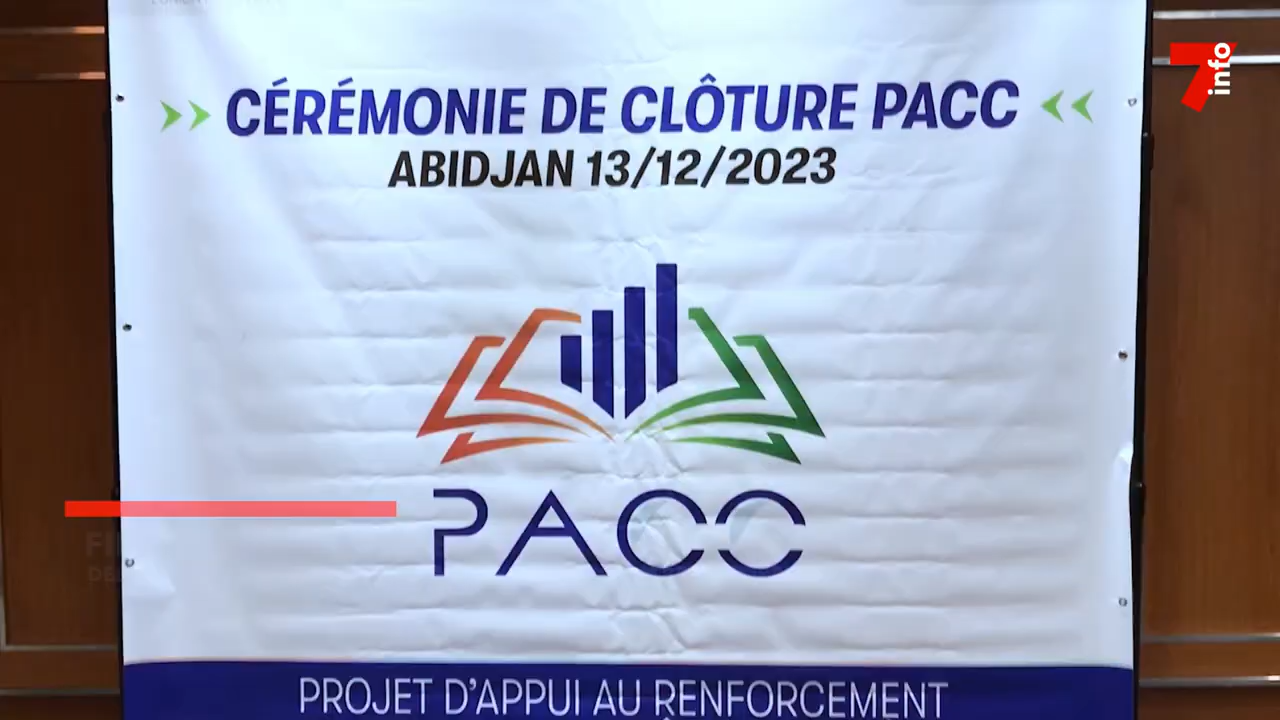 7info
CÉRÉMONIE DE CLÔTURE PACC
ABIDJAN 13/12/2023
PACC
PROJET D'APPUI AU RENFORCEMENT